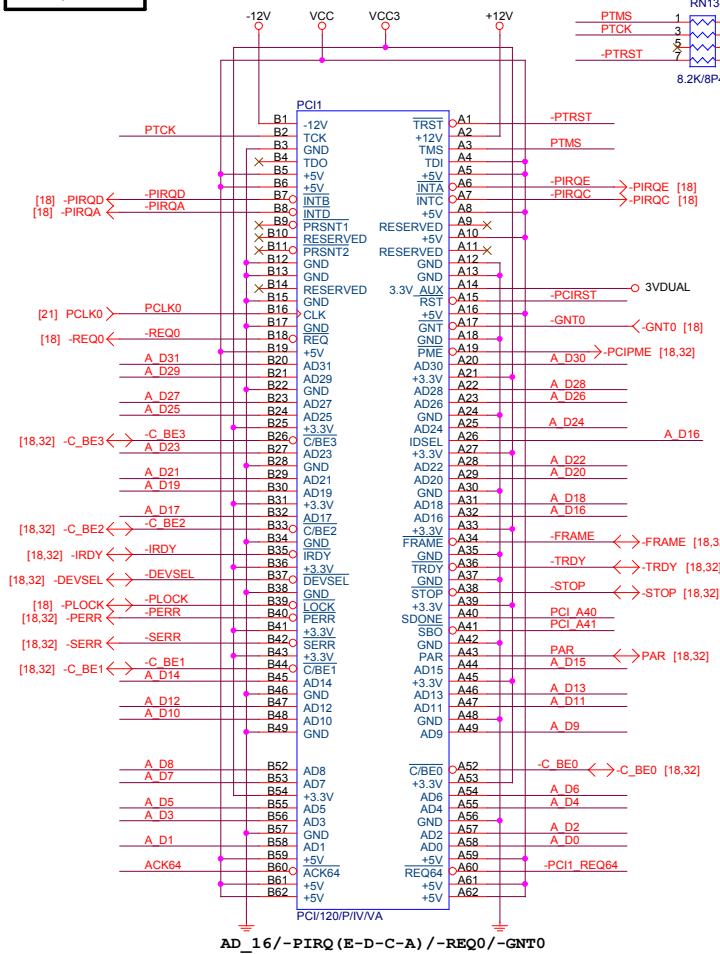 -12V VCC VCC3 +12V
RN13
PTMS 1
PTCK 3
5
-PTRST 7
8.2K/8P4
PCI1
B1 -12V TRST A1 -PTRST
PTCK B2 TCK +12V A2
B3 GND TMS A3 PTMS
B4 TDO TDI A4
B5 +5V +5V A5
B6 +5V INTA A6 -PIRQE -PIRQE [18]
[18] -PIRQD -PIRQD B7 INTB INTC A7 -PIRQC -PIRQC [18]
[18] -PIRQA -PIRQA B8 INTD +5V A8
B9 PRSNT1 RESERVED A9
B10 RESERVED +5V A10
B11 PRSNT2 RESERVED A11
B12 GND GND A12
B13 GND GND A13
B14 RESERVED 3.3V_AUX A14 3VDUAL
B15 GND RST A15 -PCIRST
[21] PCLK0 PCLK0 B16 CLK +5V A16
B17 GND GNT A17 -GNT0 -GNT0 [18]
[18] -REQ0 -REQ0 B18 REQ GND A18
B19 +5V PME A19 -PCIPME [18,32]
A_D31 B20 AD31 AD30 A20 A_D30
A_D29 B21 AD29 +3.3V A21
B22 GND AD28 A22 A_D28
A_D27 B23 AD27 AD26 A23 A_D26
A_D25 B24 AD25 GND A24
B25 +3.3V AD24 A25 A_D24
[18,32] -C_BE3 -C_BE3 B26 C/BE3 IDSEL A26 A_D16
A_D23 B27 AD23 +3.3V A27
B28 GND AD22 A28 A_D22
A_D21 B29 AD21 AD20 A29 A_D20
A_D19 B30 AD19 GND A30
B31 +3.3V AD18 A31 A_D18
A_D17 B32 AD17 AD16 A32 A_D16
[18,32] -C_BE2 -C_BE2 B33 C/BE2 +3.3V A33
B34 GND FRAME A34 -FRAME -FRAME [18,3
[18,32] -IRDY -IRDY B35 IRDY GND A35
B36 +3.3V TRDY A36 -TRDY -TRDY [18,32]
[18,32] -DEVSEL -DEVSEL B37 DEVSEL GND A37
B38 GND STOP A38 -STOP -STOP [18,32]
[18] -PLOCK -PLOCK B39 LOCK +3.3V A39
[18,32] -PERR -PERR B40 PERR SDONE A40 PCI_A40
B41 +3.3V SBO A41 PCI_A41
[18,32] -SERR -SERR B42 SERR GND A42
B43 +3.3V PAR A43 PAR PAR [18,32]
[18,32] -C_BE1 -C_BE1 B44 C/BE1 AD15 A44 A_D15
A_D14 B45 AD14 +3.3V A45
B46 GND AD13 A46 A_D13
A_D12 B47 AD12 AD11 A47 A_D11
A_D10 B48 AD10 GND A48
B49 GND AD9 A49 A_D9
A_D8 B52 AD8 C/BE0 A52 -C_BE0 -C_BE0 [18,32]
A_D7 B53 AD7 +3.3V A53
B54 +3.3V AD6 A54 A_D6
A_D5 B55 AD5 AD4 A55 A_D4
A_D3 B56 AD3 GND A56
B57 GND AD2 A57 A_D2
A_D1 B58 AD1 AD0 A58 A_D0
B59 +5V +5V A59
ACK64 B60 ACK64 REQ64 A60 -PCI1_REQ64
B61 +5V +5V A61
B62 +5V +5V A62
PCI/120/P/IV/VA
AD_16/-PIRQ(E-D-C-A)/-REQ0/-GNT0